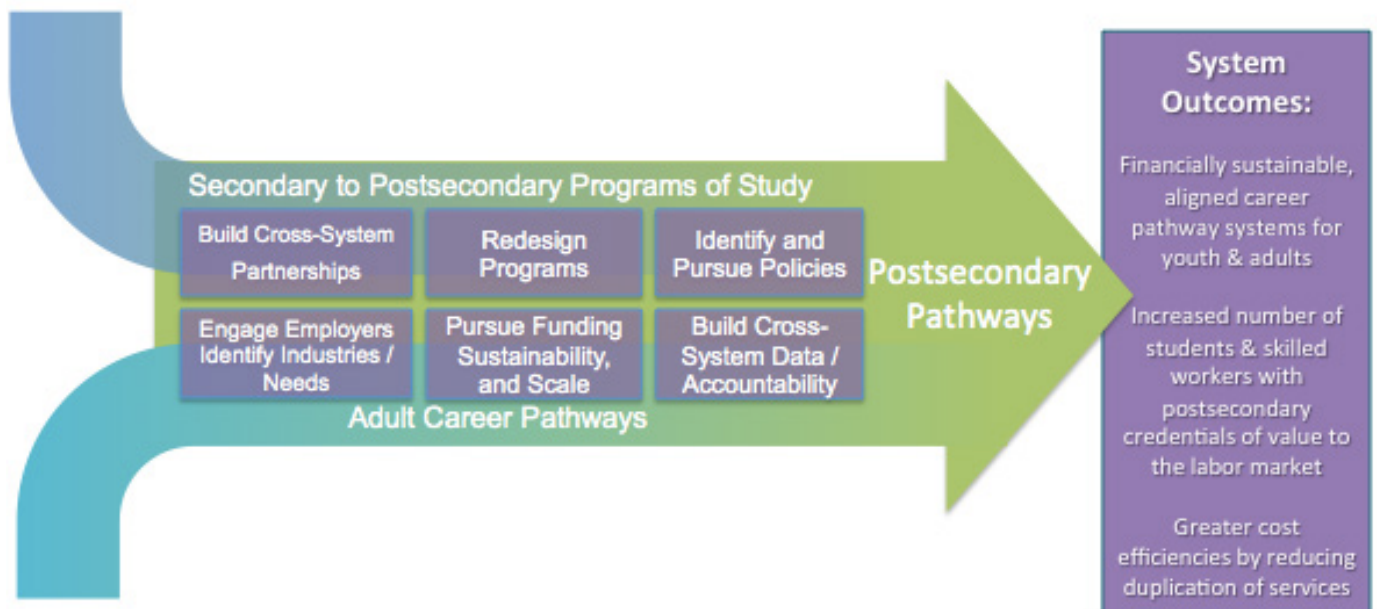 Secondary to Postsecondary Programs of Study
Build Cross-System
Partnerships
Redesign
Programs
Identify and
Pursue Policies
Engage Employers
Identify Industries /
Needs
Pursue Funding
Sustainability,
and Scale
Build Cross-
System Data /
Accountability
Adult Career Pathways
Postsecondary
Pathways
System
Outcomes:
Financially sustainable,
aligned career
pathway systems for
youth & adults
Increased number of
students & skilled
workers with
postsecondary
credentials of value to
the labor market
Greater cost
efficiencies by reducing
duplication of services